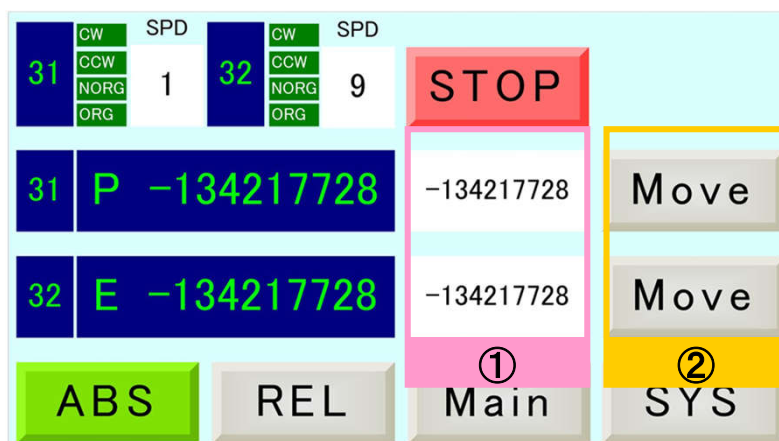 31 CW CCW NORG ORG SPD 1 32 CW CCW NORG ORG SPD 9 STOP
31 P -134217728 -134217728 Move
32 E -134217728 -134217728 Move
① ②
ABS REL Main SYS